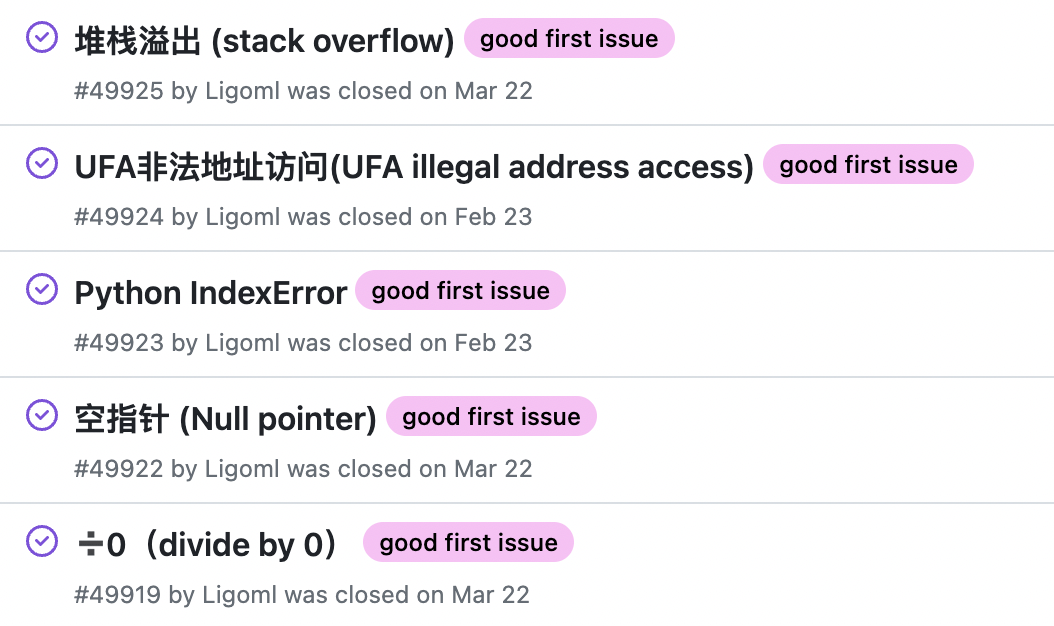 堆栈溢出 (stack overflow) good first issue
#49925 by Ligoml was closed on Mar 22
UFA非法地址访问(UFA illegal address access) good first issue
#49924 by Ligoml was closed on Feb 23
Python IndexError good first issue
#49923 by Ligoml was closed on Feb 23
空指针 (Null pointer) good first issue
#49922 by Ligoml was closed on Mar 22
÷0（divide by 0） good first issue
#49919 by Ligoml was closed on Mar 22